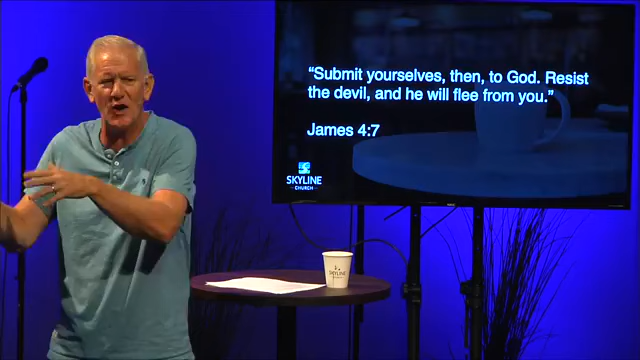 “Submit yourselves, then, to God. Resist
the devil, and he will flee from you.”
James 4:7
SKYLINE
CHURCH
SKYLINE